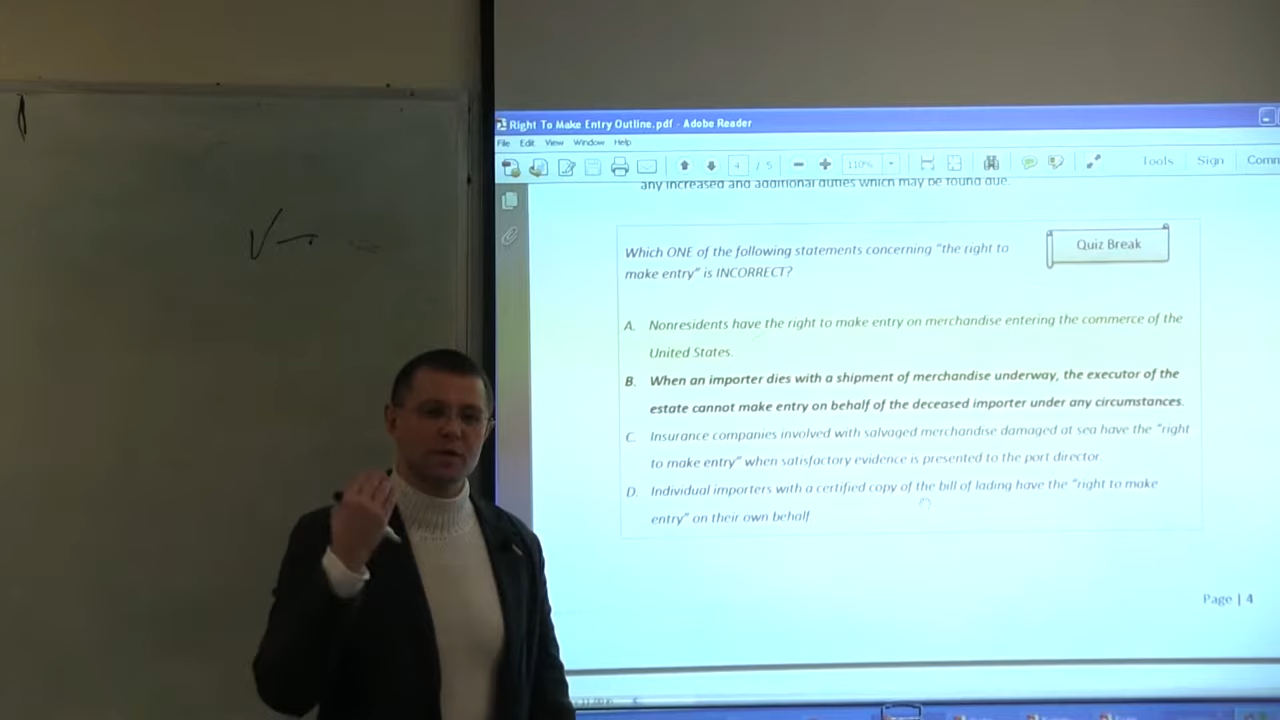 Right To Make Entry Outline.pdf - Adobe Reader
File Edit View Window Help
4 / 5 110% Tools Sign Comm
any increased and additional duties which may be found due.
Which ONE of the following statements concerning "the right to
make entry" is INCORRECT?
Quiz Break
A. Nonresidents have the right to make entry on merchandise entering the commerce of the
United States.
B. When an importer dies with a shipment of merchandise underway, the executor of the
estate cannot make entry on behalf of the deceased importer under any circumstances.
C. Insurance companies involved with salvaged merchandise damaged at sea have the "right
to make entry" when satisfactory evidence is presented to the port director.
D. Individual importers with a certified copy of the bill of lading have the "right to make
entry" on their own behalf
Page | 4